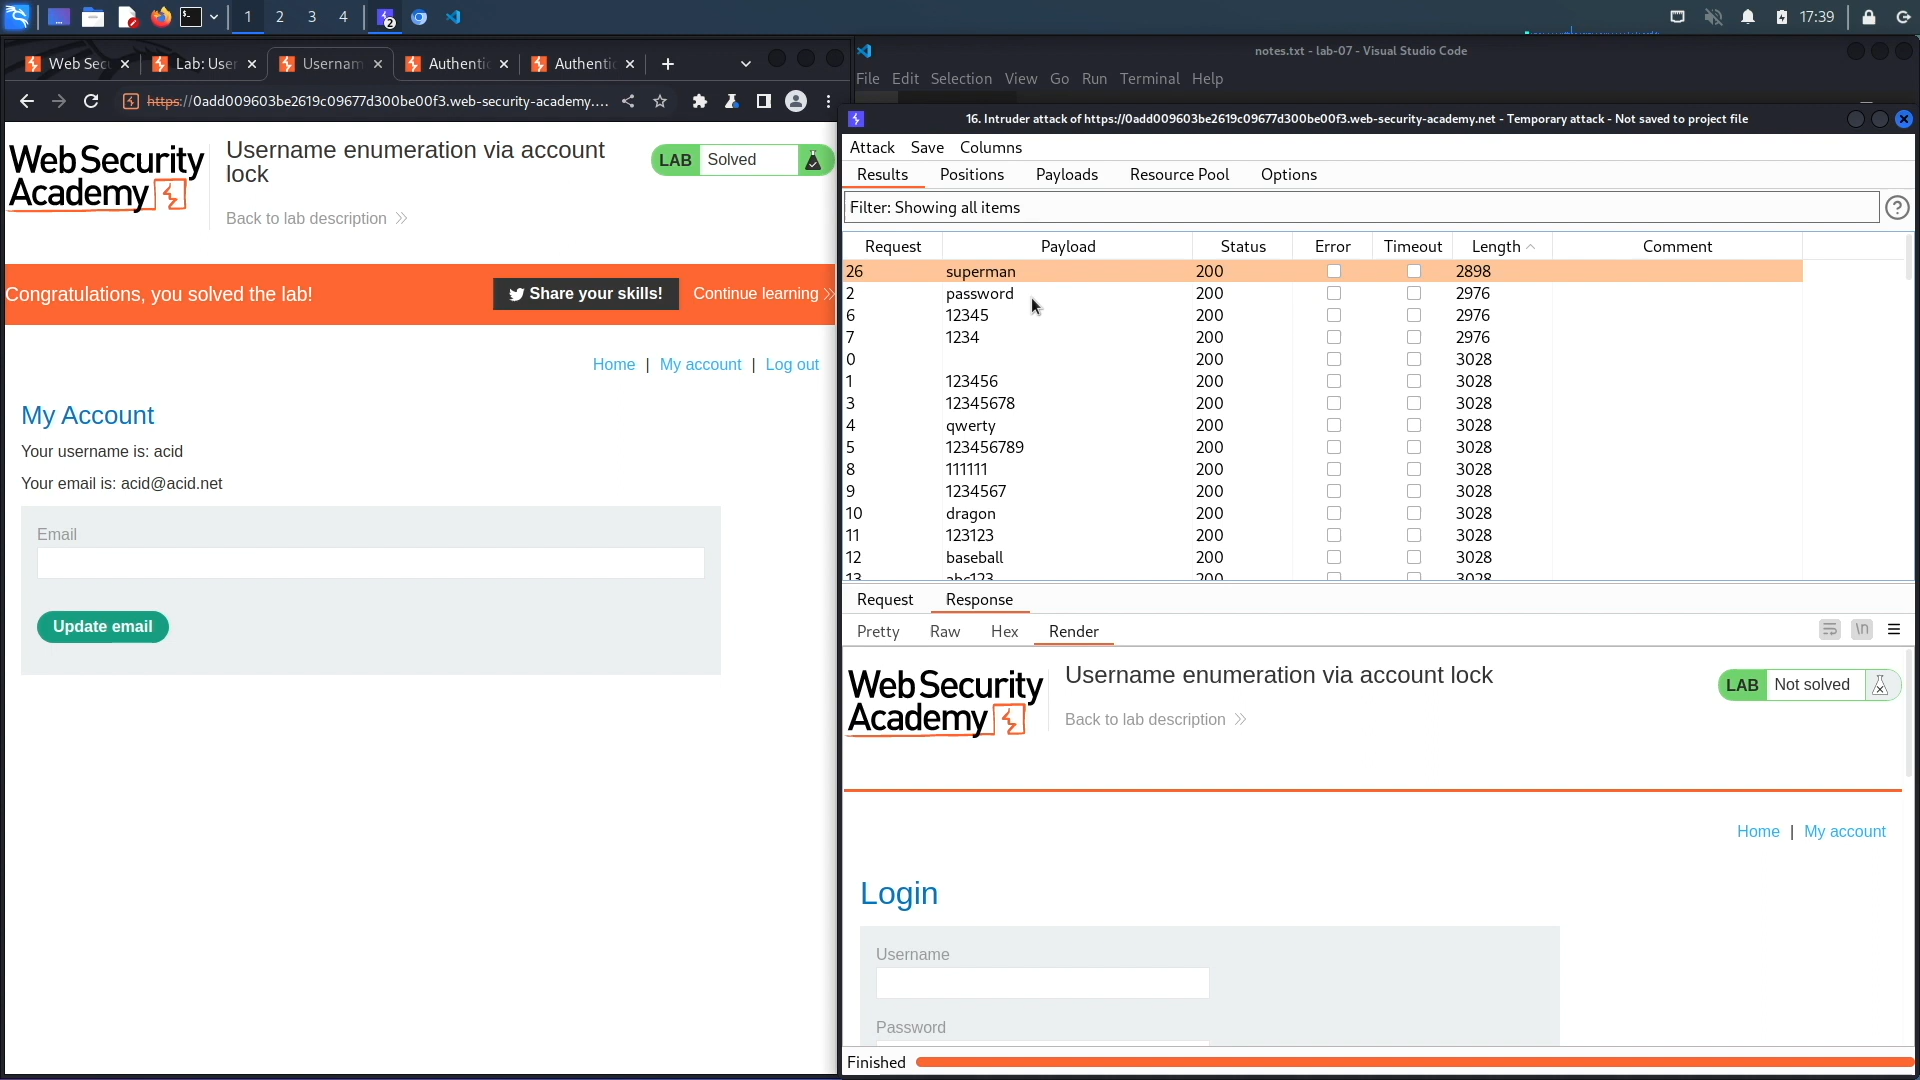 1 2 3 4 2 17:39
Web Sec Lab: User Usernam Authentic Authentic
https://0add009603be2619c09677d300be00f3.web-security-academy....
WebSecurity
Academy
Username enumeration via account
lock
Back to lab description
LAB Solved
Congratulations, you solved the lab!
Share your skills!
Continue learning
Home | My account | Log out
My Account
Your username is: acid
Your email is: acid@acid.net
Email
Update email
notes.txt - lab-07 - Visual Studio Code
File Edit Selection View Go Run Terminal Help
16. Intruder attack of https://0add009603be2619c09677d300be00f3.web-security-academy.net - Temporary attack - Not saved to project file
Attack Save Columns
Results Positions Payloads Resource Pool Options
Filter: Showing all items
Request Payload Status Error Timeout Length Comment
26 superman 200 2898
2 password 200 2976
6 12345 200 2976
7 1234 200 2976
0 200 3028
1 123456 200 3028
3 12345678 200 3028
4 qwerty 200 3028
5 123456789 200 3028
8 111111 200 3028
9 1234567 200 3028
10 dragon 200 3028
11 123123 200 3028
12 baseball 200 3028
13 abc123 200 3028
Request Response
Pretty Raw Hex Render
\n
WebSecurity
Academy
Username enumeration via account lock
Back to lab description
LAB Not solved
Home | My account
Login
Username
Password
Finished